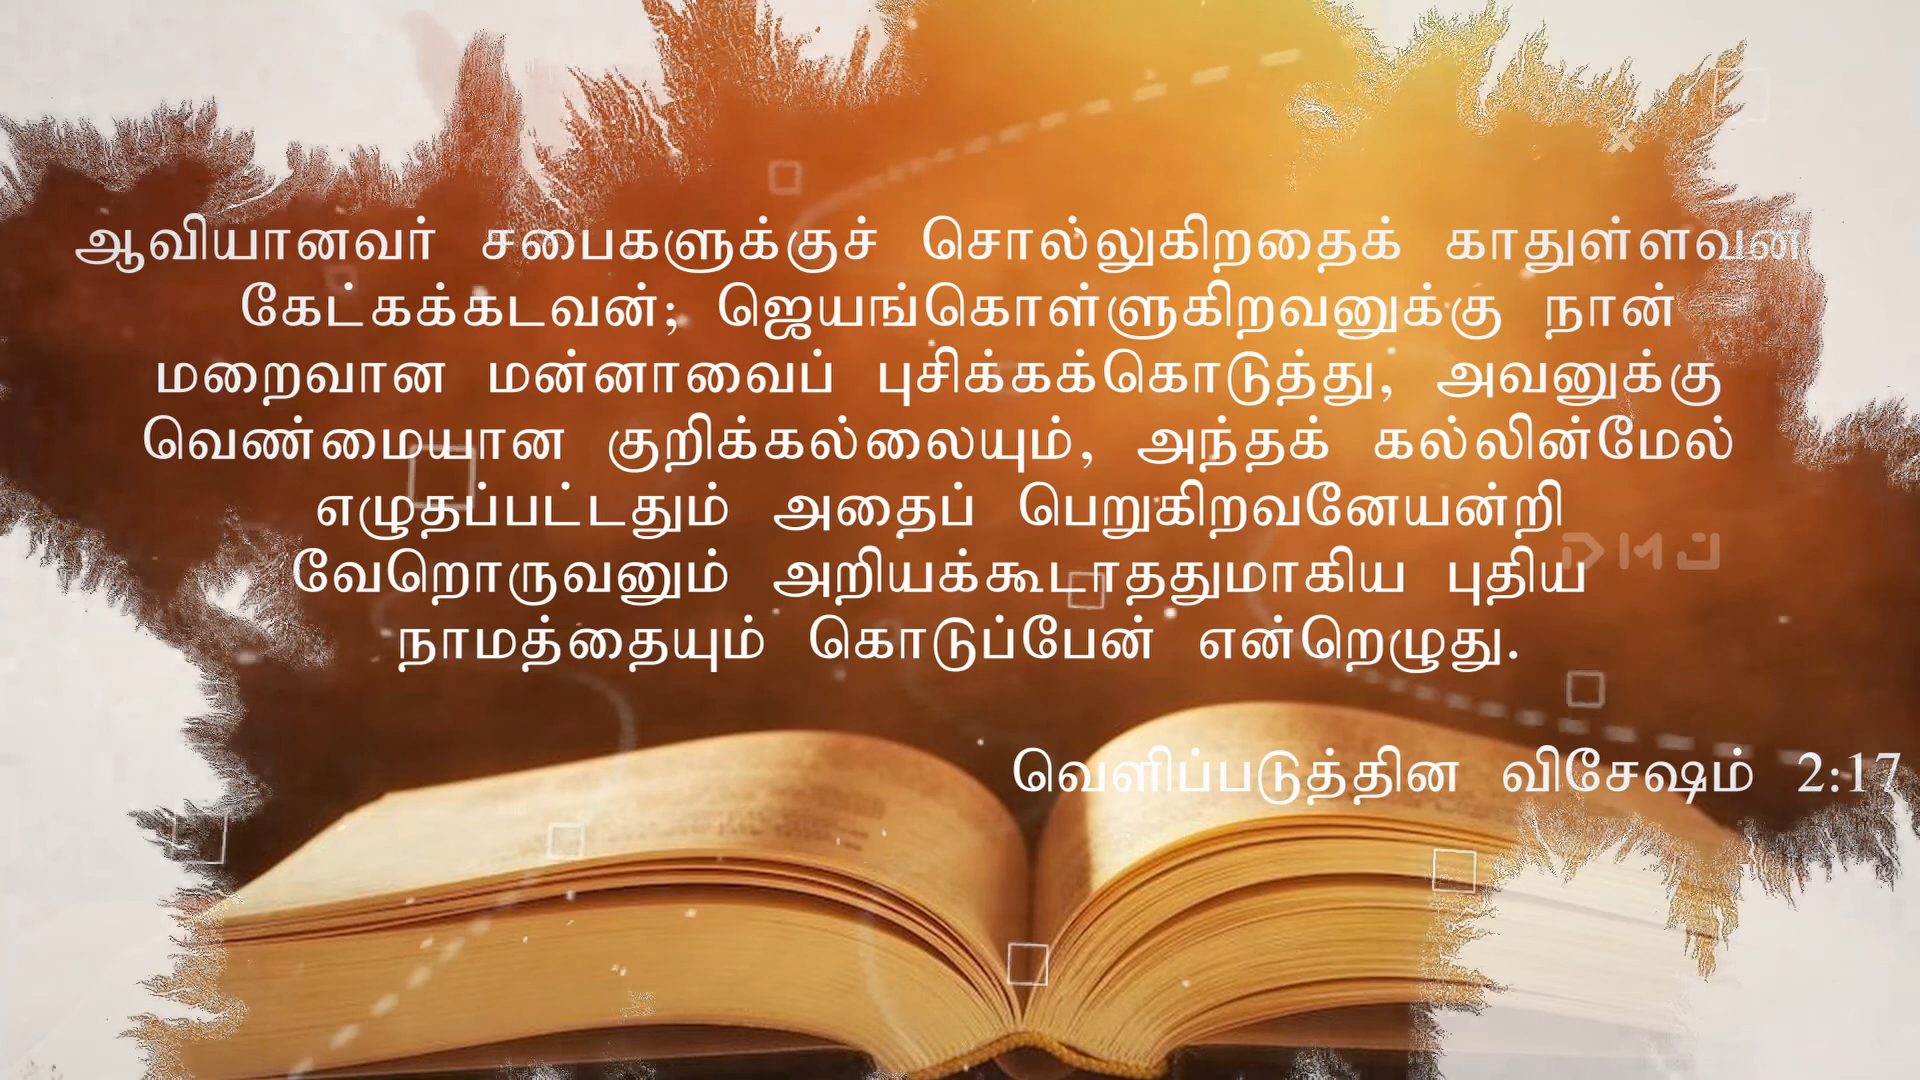 ஆவியானவர் சபைகளுக்குச் சொல்லுகிறதைக் காதுள்ளவன்
கேட்கக்கடவன்; ஜெயங்கொள்ளுகிறவனுக்கு நான்
மறைவான மன்னாவைப் புசிக்கக்கொடுத்து, அவனுக்கு
வெண்மையான குறிக்கல்லையும், அந்தக் கல்லின்மேல்
எழுதப்பட்டதும் அதைப் பெறுகிறவனேயன்றி
வேறொருவனும் அறியக்கூடாததுமாகிய புதிய
நாமத்தையும் கொடுப்பேன் என்றெழுது.
வெளிப்படுத்தின விசேஷம் 2:17